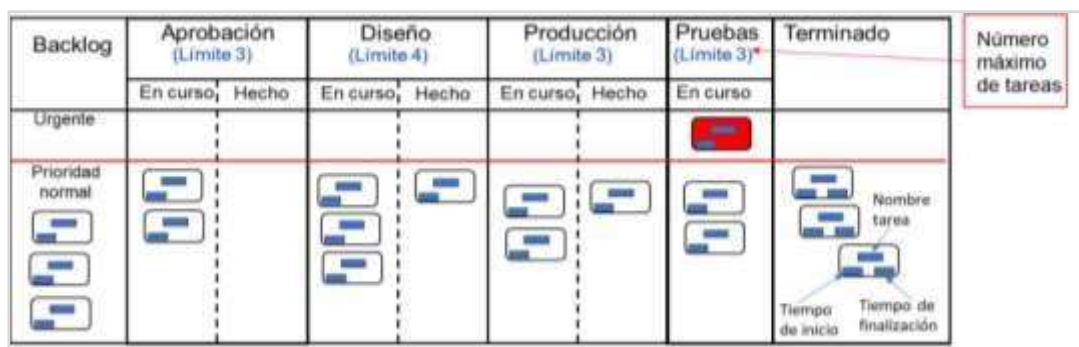 Backlog
Aprobación
(Límite 3)
Diseño
(Límite 4)
Producción
(Límite 3)
Pruebas
(Límite 3)*
Terminado
Número
máximo
de tareas
En curso
Hecho
En curso
Hecho
En curso
Hecho
En curso
Urgente
Prioridad
normal
Nombre
tarea
Tiempo
de inicio
Tiempo de
finalización